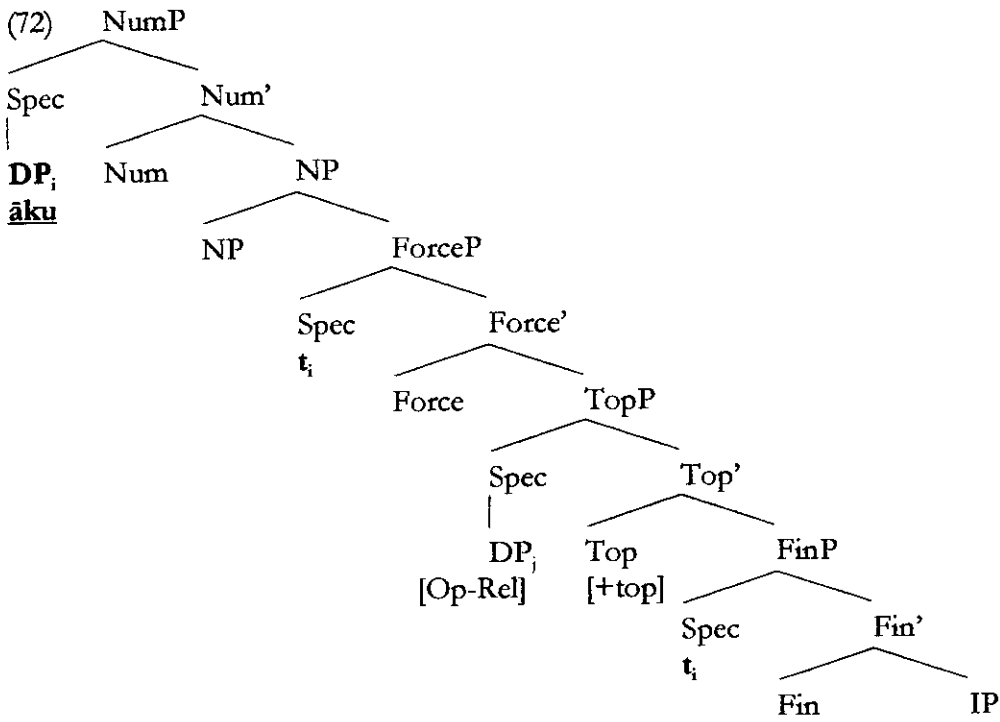 (72) NumP
Spec Num'
DPᵢ Num NP
āku
NP ForceP
Spec Force'
tᵢ
Force TopP
Spec Top'
DPⱼ Top FinP
[Op-Rel] [+top]
Spec Fin'
tᵢ
Fin IP